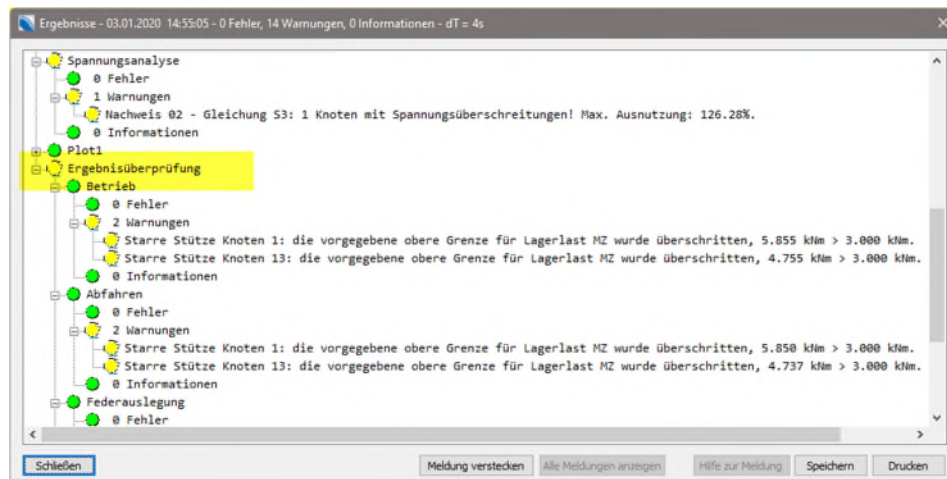 Ergebnisse - 03.01.2020 14:55:05 - 0 Fehler, 14 Warnungen, 0 Informationen - dT = 4s
Spannungsanalyse
0 Fehler
1 Warnungen
Nachweis 02 - Gleichung S3: 1 Knoten mit Spannungsüberschreitungen! Max. Ausnutzung: 126.28%.
0 Informationen
Plot1
Ergebnisüberprüfung
Betrieb
0 Fehler
2 Warnungen
Starre Stütze Knoten 1: die vorgegebene obere Grenze für Lagerlast MZ wurde überschritten, 5.855 kNm > 3.000 kNm.
Starre Stütze Knoten 13: die vorgegebene obere Grenze für Lagerlast MZ wurde überschritten, 4.755 kNm > 3.000 kNm.
0 Informationen
Abfahren
0 Fehler
2 Warnungen
Starre Stütze Knoten 1: die vorgegebene obere Grenze für Lagerlast MZ wurde überschritten, 5.850 kNm > 3.000 kNm.
Starre Stütze Knoten 13: die vorgegebene obere Grenze für Lagerlast MZ wurde überschritten, 4.737 kNm > 3.000 kNm.
0 Informationen
Federauslegung
0 Fehler
Schließen Meldung verstecken Alle Meldungen anzeigen Hilfe zur Meldung Speichern Drucken